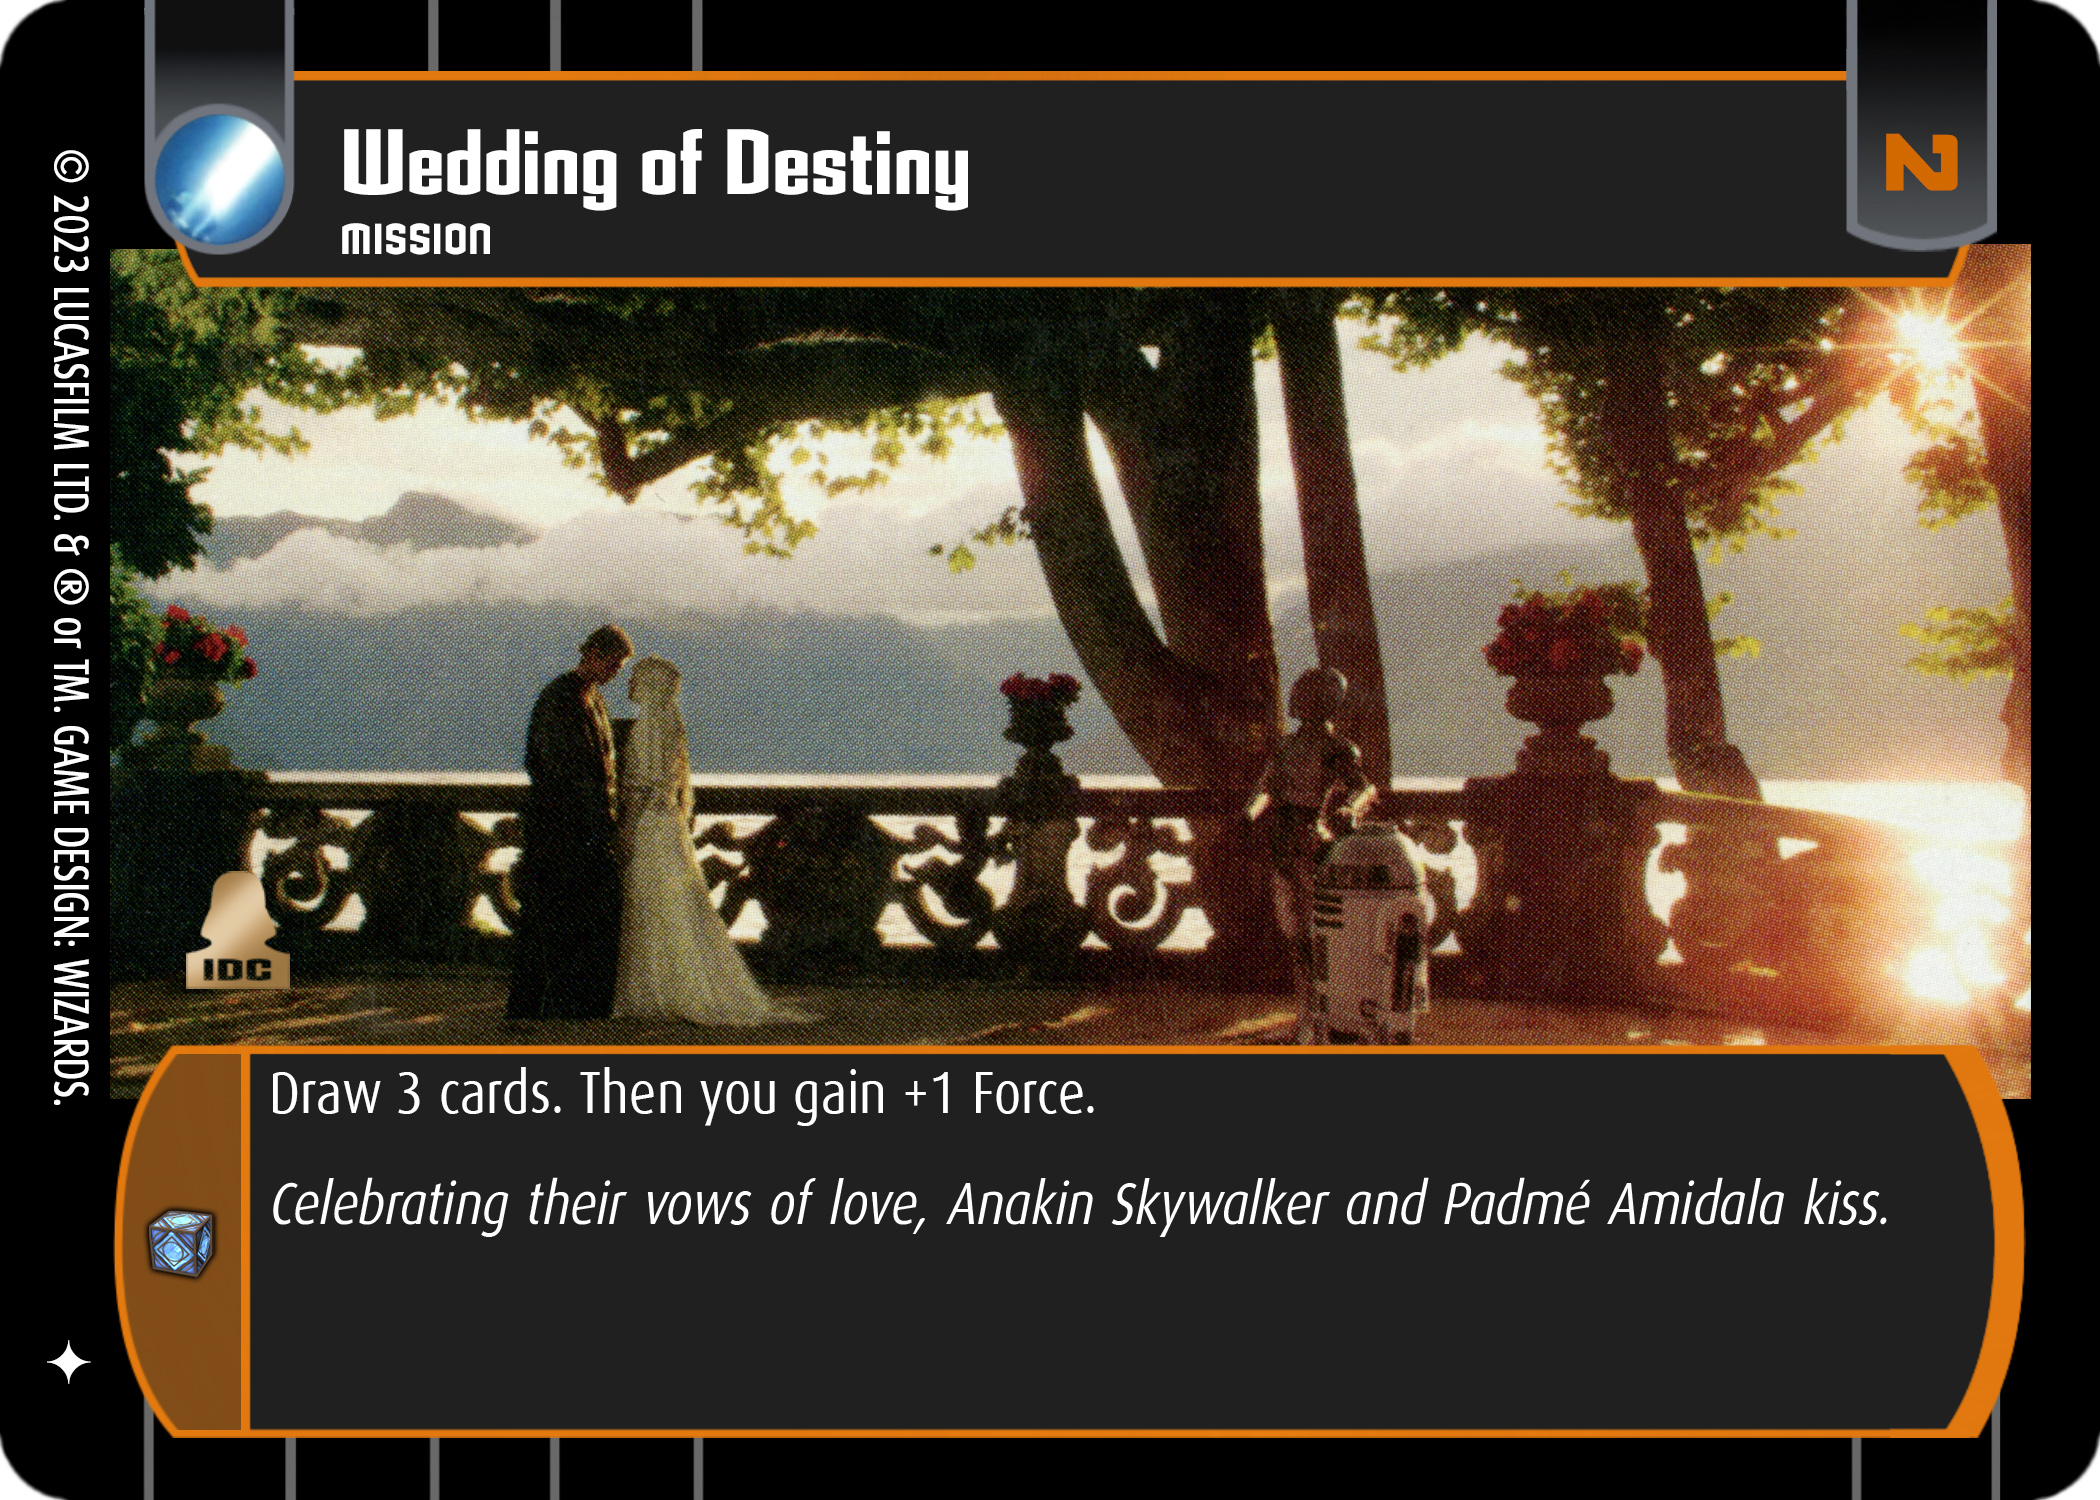 Wedding of Destiny
MISSION
2
IDC
Draw 3 cards. Then you gain +1 Force.
Celebrating their vows of love, Anakin Skywalker and Padmé Amidala kiss.
© 2023 LUCASFILM LTD. & ® or TM. GAME DESIGN: WIZARDS.